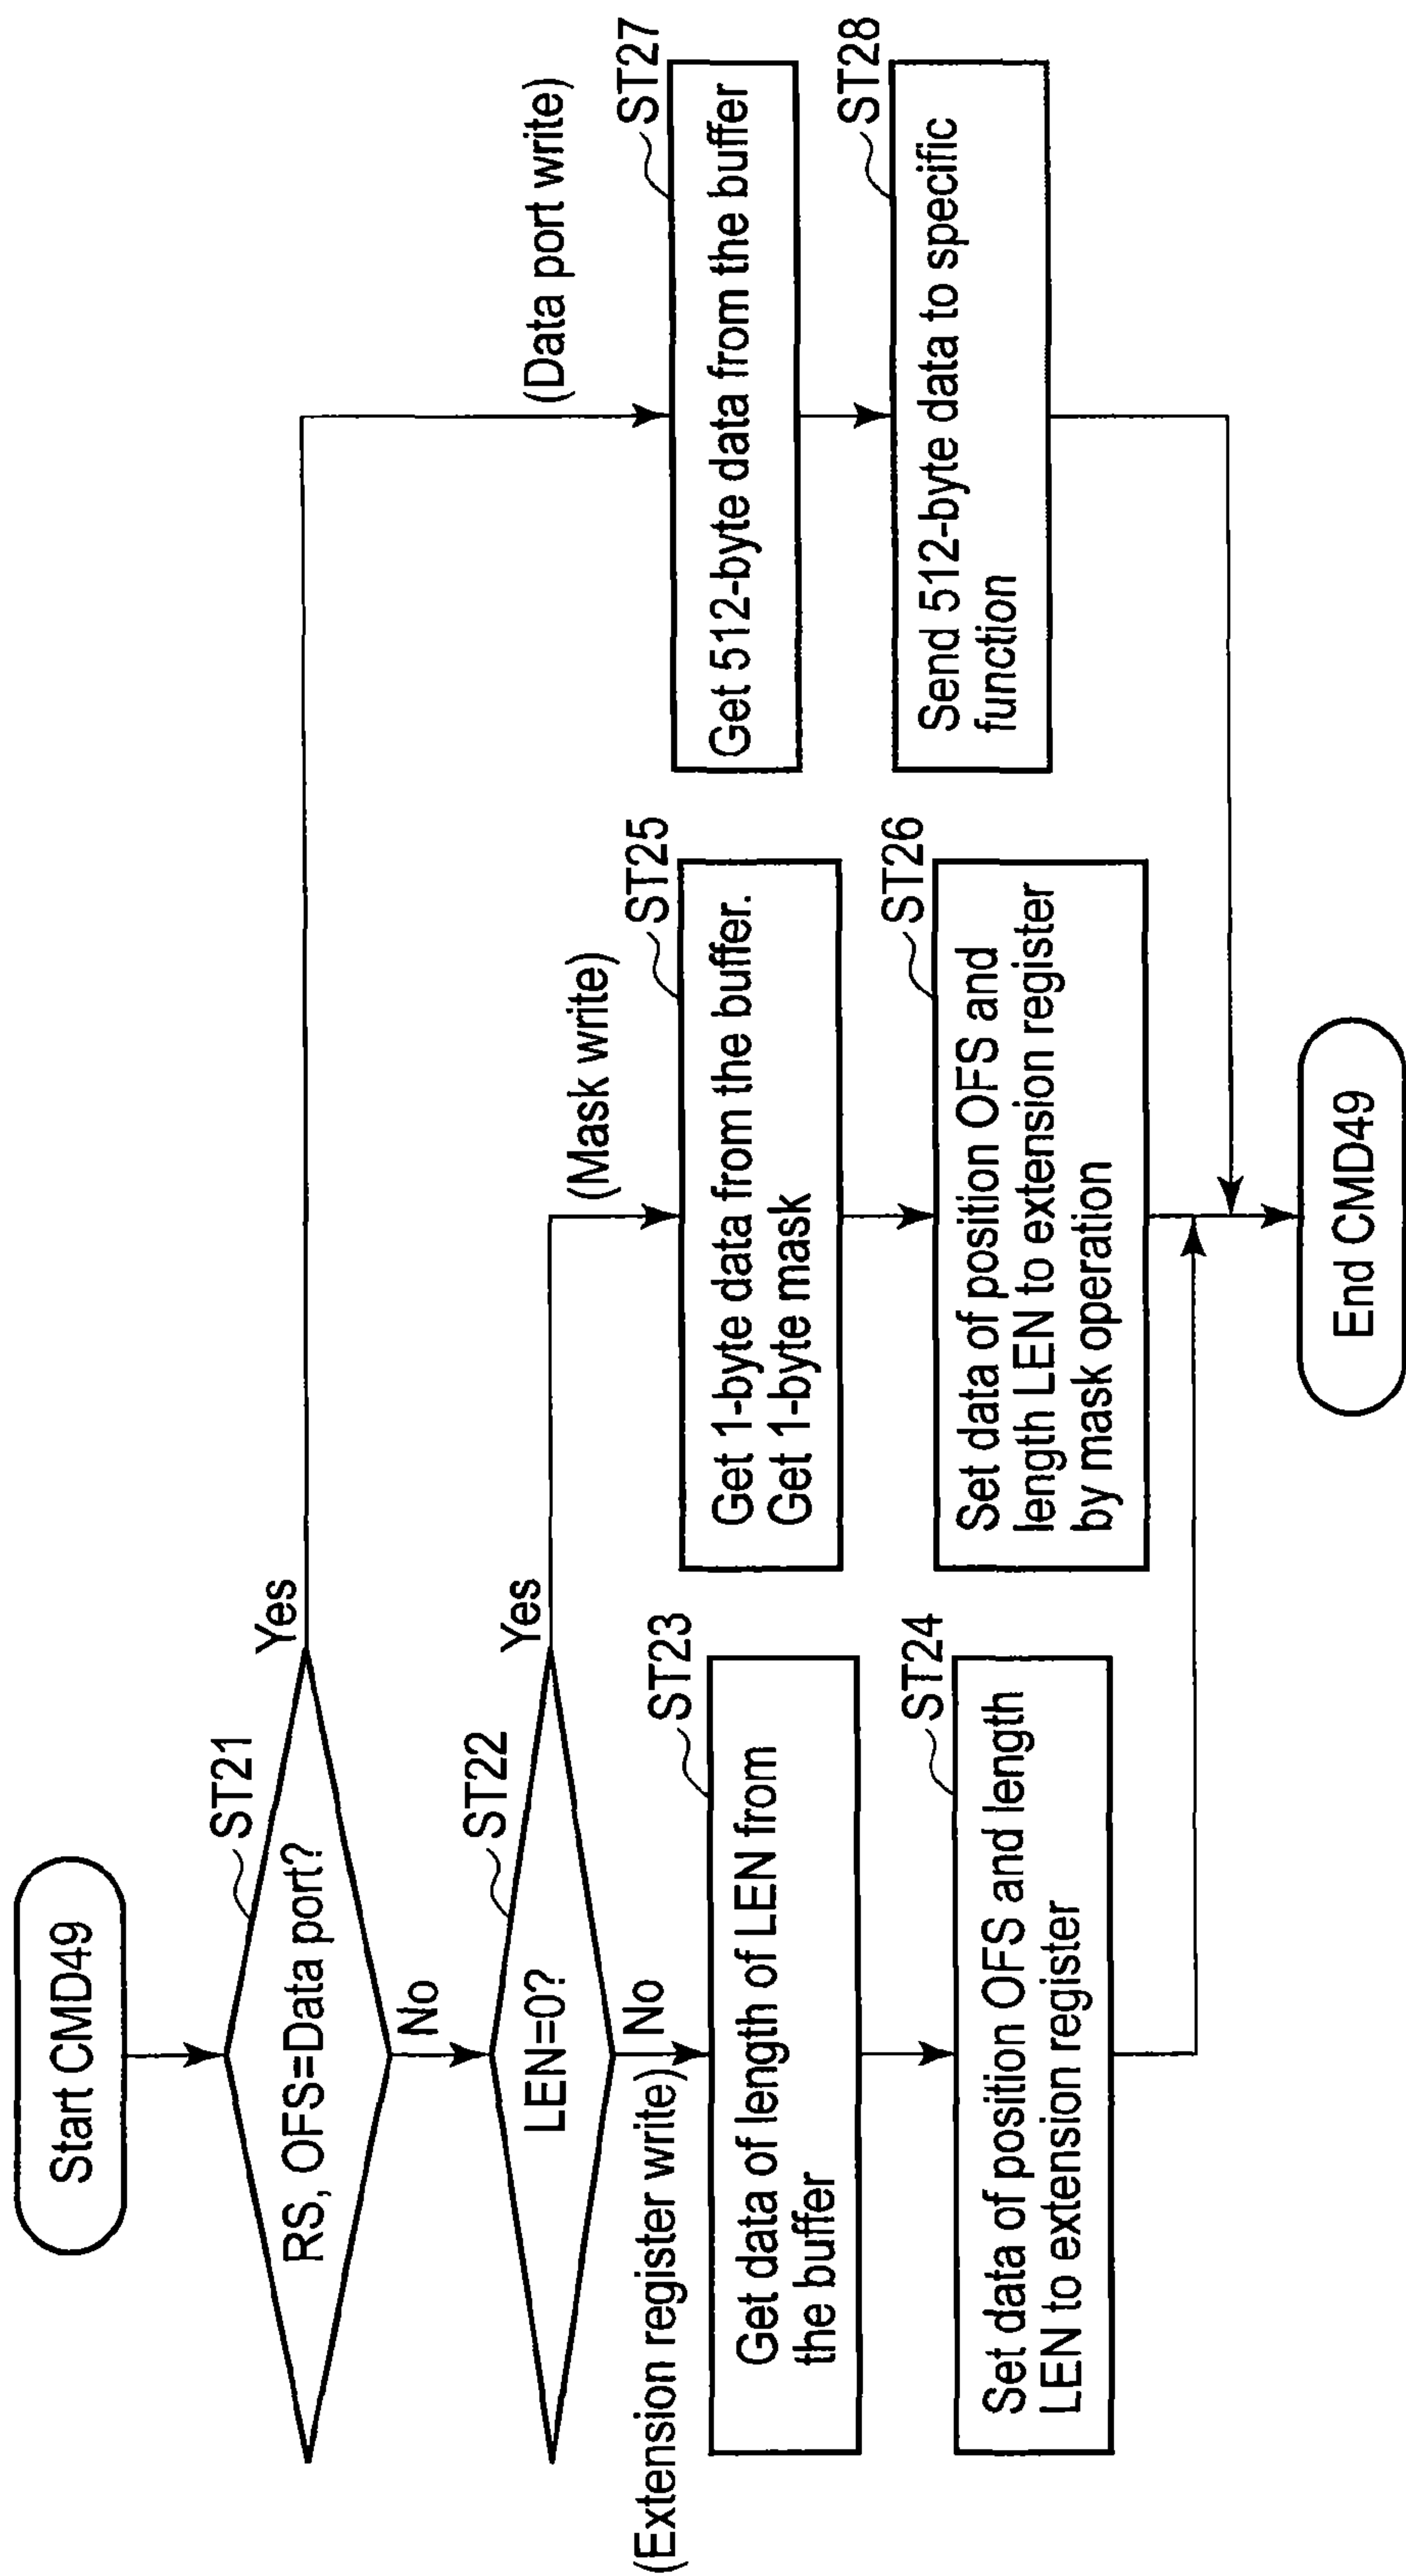 Start CMD49
ST21
RS, OFS=Data port?
Yes
No
ST22
LEN=0?
Yes
No
(Extension register write)
ST23
Get data of length of LEN from
the buffer
ST24
Set data of position OFS and length
LEN to extension register
(Mask write)
ST25
Get 1-byte data from the buffer.
Get 1-byte mask
ST26
Set data of position OFS and
length LEN to extension register
by mask operation
(Data port write)
ST27
Get 512-byte data from the buffer
ST28
Send 512-byte data to specific
function
End CMD49